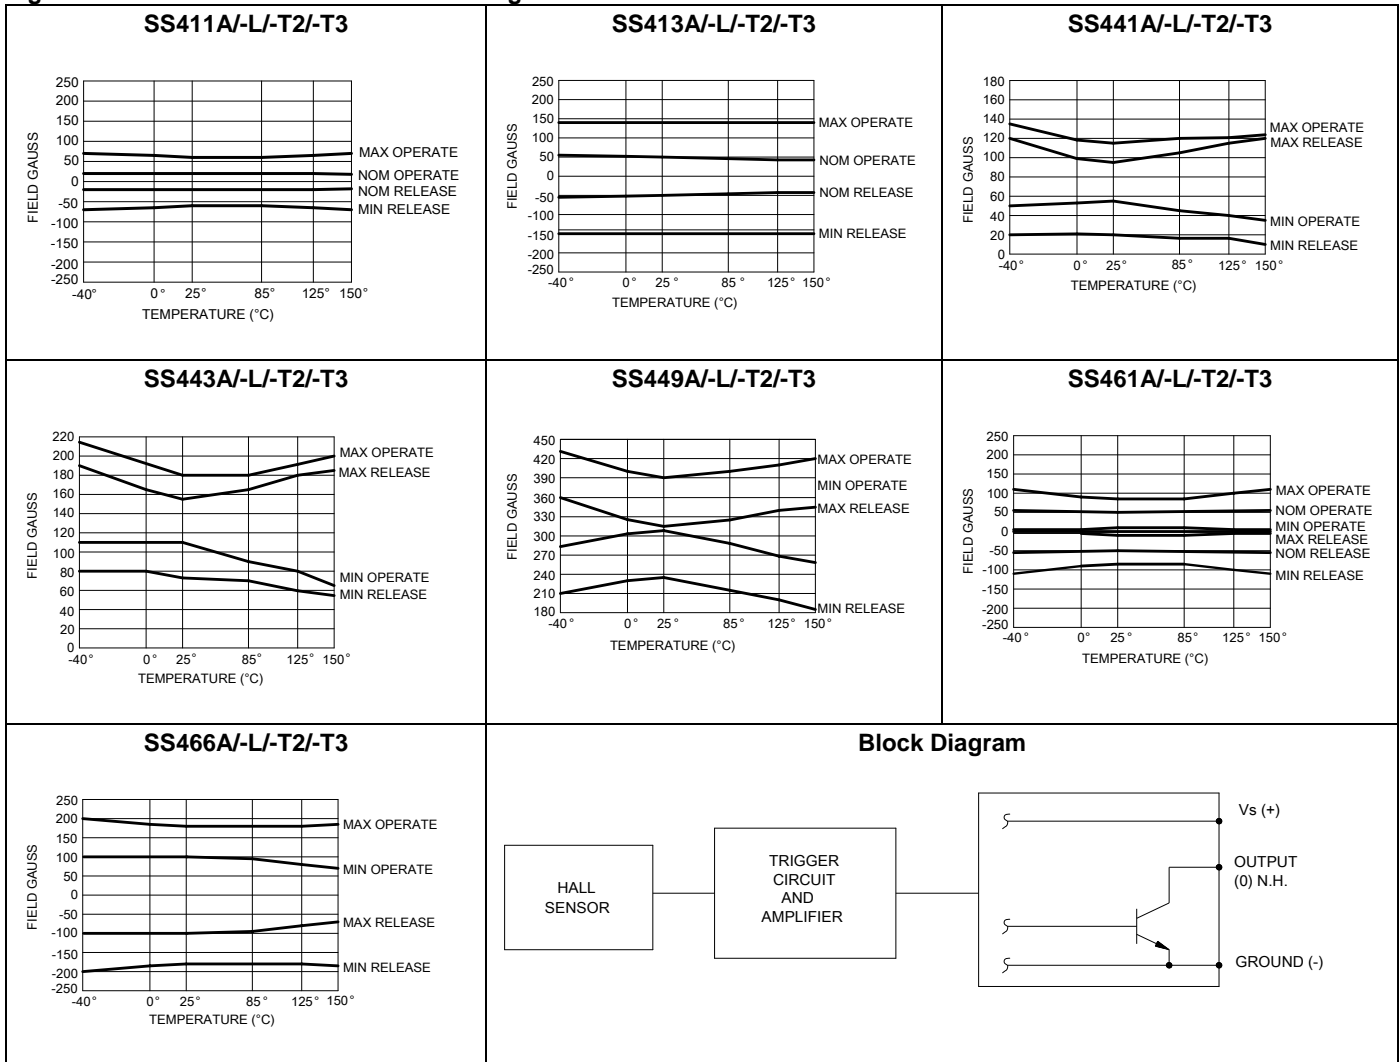 SS411A/-L/-T2/-T3
250
200
150
100
50
0
-50
-100
-150
-200
-250
FIELD GAUSS
MAX OPERATE
NOM OPERATE
NOM RELEASE
MIN RELEASE
-40° 0° 25° 85° 125° 150°
TEMPERATURE (°C)
SS413A/-L/-T2/-T3
250
200
150
100
50
0
-50
-100
-150
-200
-250
FIELD GAUSS
MAX OPERATE
NOM OPERATE
NOM RELEASE
MIN RELEASE
-40° 0° 25° 85° 125° 150°
TEMPERATURE (°C)
SS441A/-L/-T2/-T3
180
160
140
120
100
80
60
40
20
0
FIELD GAUSS
MAX OPERATE
MAX RELEASE
MIN OPERATE
MIN RELEASE
-40° 0° 25° 85° 125° 150°
TEMPERATURE (°C)
SS443A/-L/-T2/-T3
220
200
180
160
140
120
100
80
60
40
20
0
FIELD GAUSS
MAX OPERATE
MAX RELEASE
MIN OPERATE
MIN RELEASE
-40° 0° 25° 85° 125° 150°
TEMPERATURE (°C)
SS449A/-L/-T2/-T3
450
420
390
360
330
300
270
240
210
180
FIELD GAUSS
MAX OPERATE
MIN OPERATE
MAX RELEASE
MIN RELEASE
-40° 0° 25° 85° 125° 150°
TEMPERATURE (°C)
SS461A/-L/-T2/-T3
250
200
150
100
50
0
-50
-100
-150
-200
-250
FIELD GAUSS
MAX OPERATE
NOM OPERATE
MIN OPERATE
MAX RELEASE
NOM RELEASE
MIN RELEASE
-40° 0° 25° 85° 125° 150°
TEMPERATURE (°C)
SS466A/-L/-T2/-T3
250
200
150
100
50
0
-50
-100
-150
-200
-250
FIELD GAUSS
MAX OPERATE
MIN OPERATE
MAX RELEASE
MIN RELEASE
-40° 0° 25° 85° 125° 150°
TEMPERATURE (°C)
Block Diagram
HALL
SENSOR
TRIGGER
CIRCUIT
AND
AMPLIFIER
Vs (+)
OUTPUT
(0) N.H.
GROUND (-)